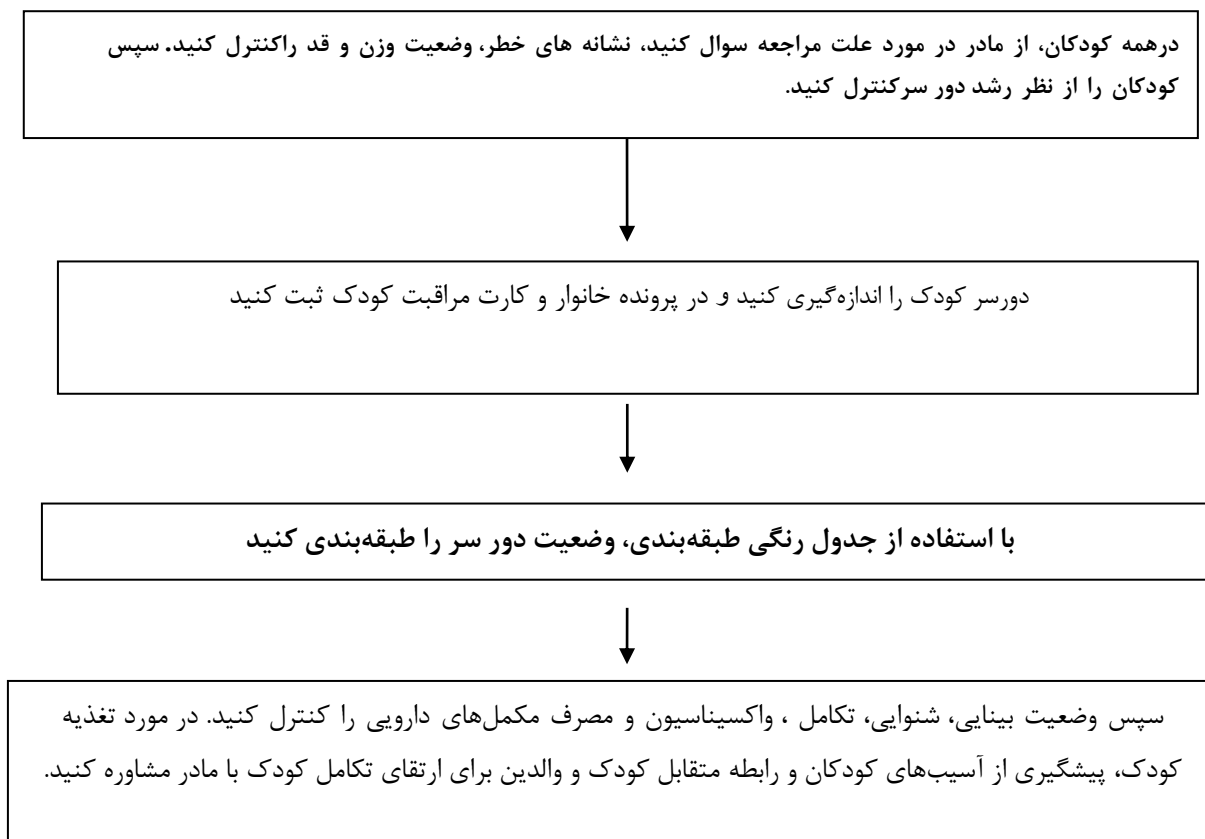 درهمه کودکان، از مادر در مورد علت مراجعه سوال کنید، نشانه های خطر، وضعیت وزن و قد راکنترل کنید. سپس
کودکان را از نظر رشد دور سرکنترل کنید.
دورسر کودک را اندازه‌گیری کنید و در پرونده خانوار و کارت مراقبت کودک ثبت کنید
با استفاده از جدول رنگی طبقه‌بندی، وضعیت دور سر را طبقه‌بندی کنید
سپس وضعیت بینایی، شنوایی، تکامل ، واکسیناسیون و مصرف مکمل‌های دارویی را کنترل کنید. در مورد تغذیه
کودک، پیشگیری از آسیب‌های کودکان و رابطه متقابل کودک و والدین برای ارتقای تکامل کودک با مادر مشاوره کنید.